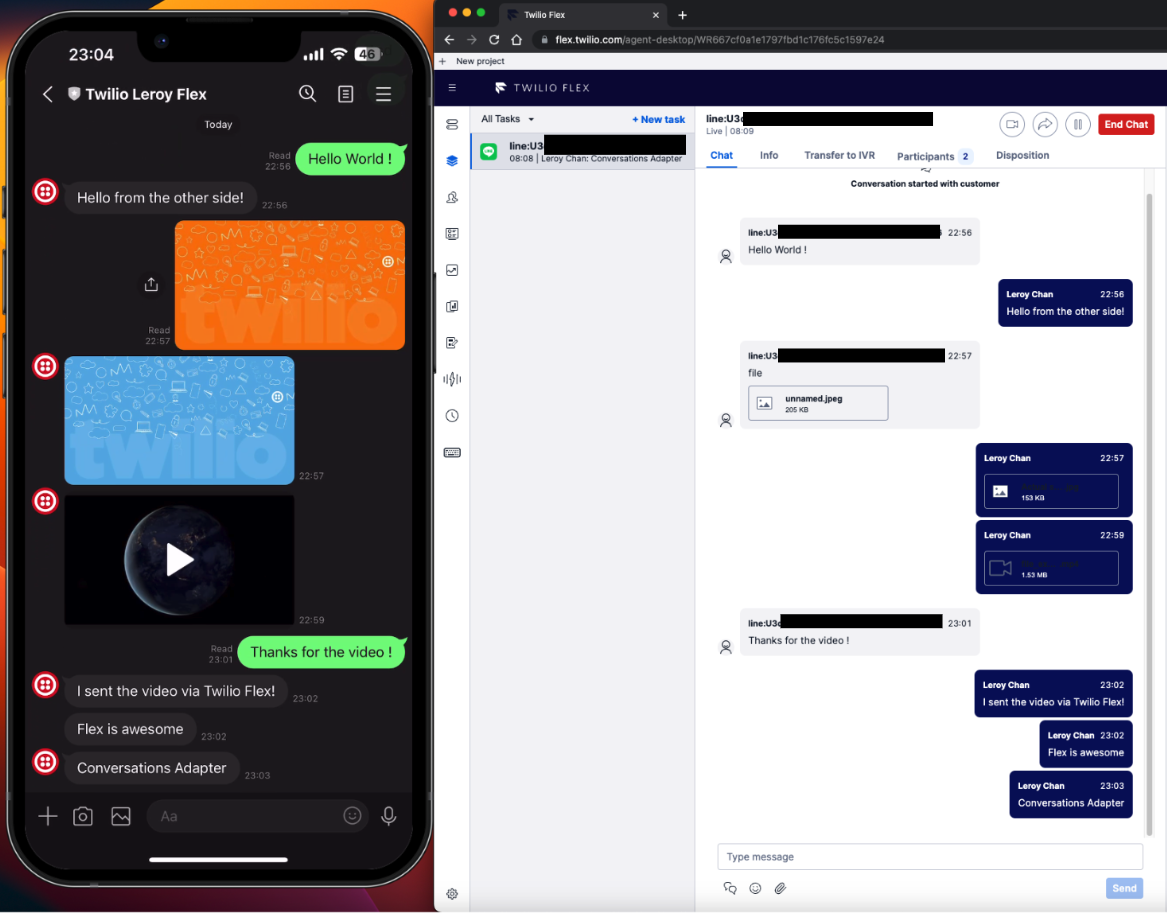 23:04
46
Twilio Leroy Flex
Today
Read
22:56
Hello World !
Hello from the other side!
22:56
twilio
Read
22:57
twilio
22:57
22:59
Read
23:01
Thanks for the video !
I sent the video via Twilio Flex!
23:02
Flex is awesome
23:02
Conversations Adapter
23:03
Aa
Twilio Flex
flex.twilio.com/agent-desktop/WR667cf0a1e1797fbd1c176fc5c1597e24
New project
TWILIO FLEX
All Tasks
+ New task
line:U3
08:08 | Leroy Chan: Conversations Adapter
line:U3
Live | 08:09
End Chat
Chat
Info
Transfer to IVR
Participants 2
Disposition
Conversation started with customer
line:U3
22:56
Hello World !
Leroy Chan 22:56
Hello from the other side!
line:U3
22:57
file
unnamed.jpeg
205 KB
Leroy Chan 22:57
153 KB
Leroy Chan 22:59
1.53 MB
line:U3
23:01
Thanks for the video !
Leroy Chan 23:02
I sent the video via Twilio Flex!
Leroy Chan 23:02
Flex is awesome
Leroy Chan 23:03
Conversations Adapter
Type message
Send